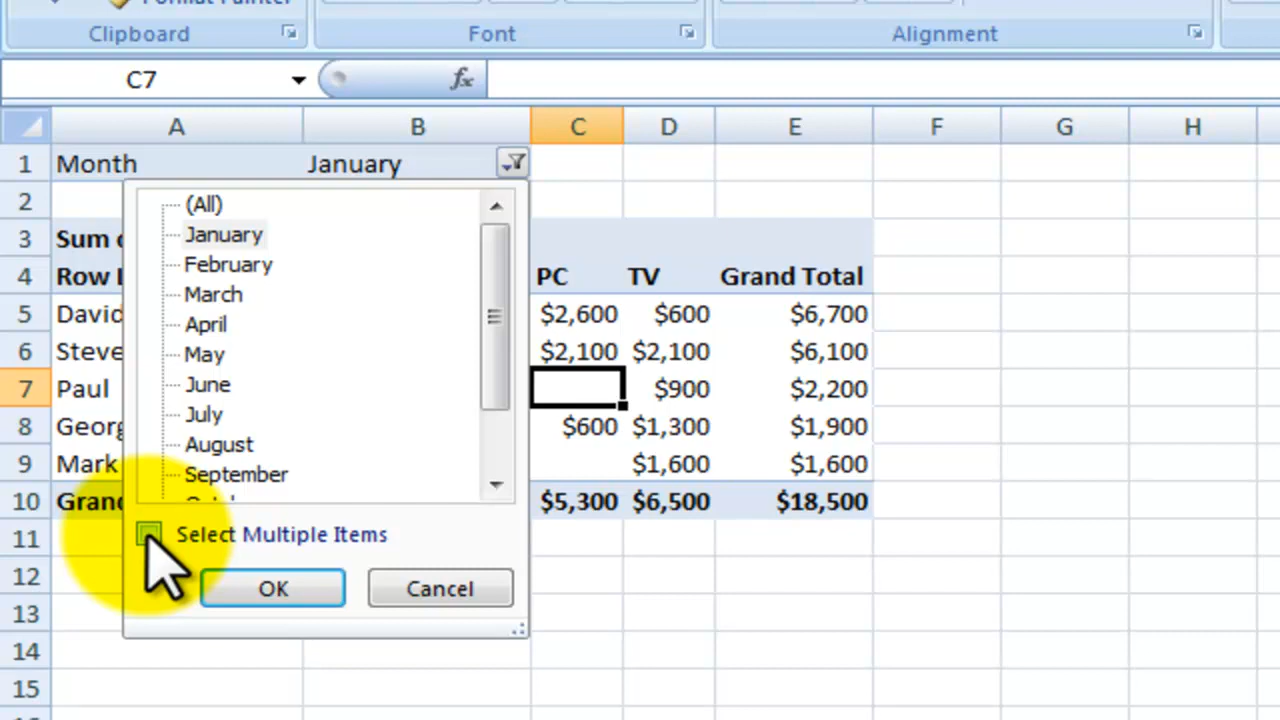 Format Painter
Clipboard
Font
Alignment
C7
fx
A B C D E F G H
1 Month January
2
3 Sum
4 Row PC TV Grand Total
5 David $2,600 $600 $6,700
6 Steve $2,100 $2,100 $6,100
7 Paul $900 $2,200
8 Georg $600 $1,300 $1,900
9 Mark $1,600 $1,600
10 Grand $5,300 $6,500 $18,500
11
12
13
14
15
(All)
January
February
March
April
May
June
July
August
September
Select Multiple Items
OK Cancel